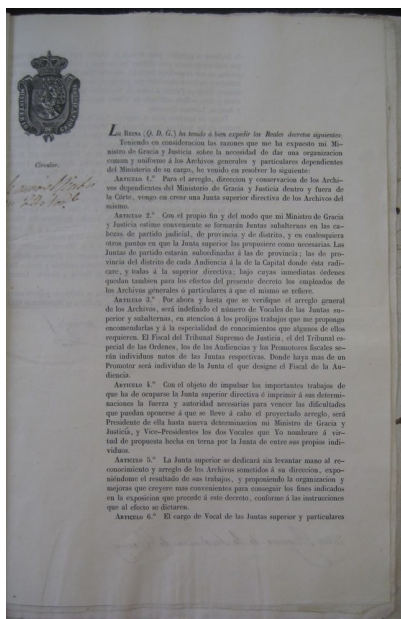 La Reina (Q. D. G.) ha tenido á bien expedir los Reales decretos siguientes.
Teniendo en consideracion las razones que me ha expuesto mi Mi-
nistro de Gracia y Justicia sobre la necesidad de dar una organizacion
comun y uniforme á los Archivos generales y particulares dependientes
del Ministerio de su cargo, he venido en resolver lo siguiente:
Circular.
Articulo 1.º Para el arreglo, direccion y conservacion de los Archi-
vos dependientes del Ministerio de Gracia y Justicia dentro y fuera de
la Córte, vengo en crear una Junta superior directiva de los Archivos del
mismo.
Articulo 2.º Con el propio fin y del modo que mi Ministro de Gracia
y Justicia estime conveniente se formarán Juntas subalternas en las ca-
bezas de partido judicial, de provincia y de distrito, y en cualesquiera
otros puntos en que la Junta superior las propusiere como necesarias. Las
Juntas de partido estarán subordinadas á las de provincia; las de pro-
vincia del distrito de cada Audiencia á la de la Capital donde ésta radi-
care, y todas á la superior directiva; bajo cuyas inmediatas órdenes
quedan tambien para los efectos del presente decreto los empleados de
los Archivos generales ó particulares á que el mismo se refiere.
Articulo 3.º Por ahora y hasta que se verifique el arreglo general
de los Archivos, será indefinido el número de Vocales de las Juntas su-
perior y subalternas, en atencion á los prolijos trabajos que me propongo
encomendarlas y á la especialidad de conocimientos que algunos de ellos
requieren. El Fiscal del Tribunal Supremo de Justicia, el del Tribunal es-
pecial de las Ordenes, los de las Audiencias y los Promotores fiscales se-
rán individuos natos de las Juntas respectivas. Donde haya mas de un
Promotor será individuo de la Junta el que designe el Fiscal de la Au-
diencia.
Articulo 4.º Con el objeto de impulsar los importantes trabajos de
que ha de ocuparse la Junta superior directiva é imprimir á sus determi-
naciones la fuerza y autoridad necesarias para vencer las dificultades
que puedan oponerse á que se lleve á cabo el proyectado arreglo, será
Presidente de ella hasta nueva determinacion mi Ministro de Gracia y
Justicia, y Vice-Presidentes los dos Vocales que Yo nombrare á vir-
tud de propuesta hecha en terna por la Junta de entre sus propios indi-
viduos.
Articulo 5.º La Junta superior se dedicará sin levantar mano al re-
conocimiento y arreglo de los Archivos sometidos á su direccion, expo-
niéndome el resultado de sus trabajos, y proponiendo la organizacion y
mejoras que creyere mas convenientes para conseguir los fines indicados
en la exposicion que precede á este decreto, conforme á las instrucciones
que al efecto se dictaren.
Articulo 6.º El cargo de Vocal de las Juntas superior y particulares